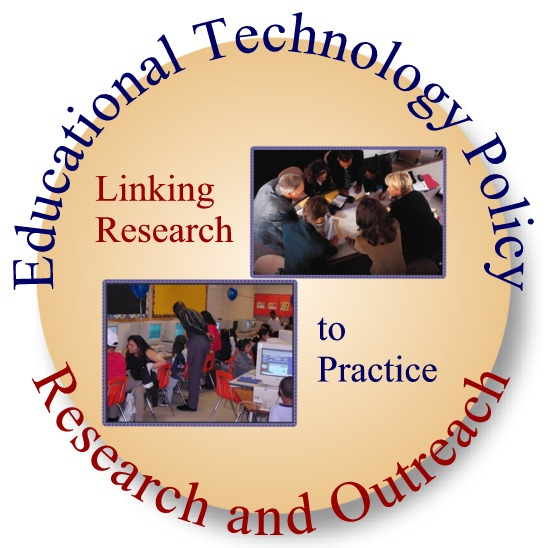 Educational Technology Policy
Linking
Research
to
Practice
Research and Outreach